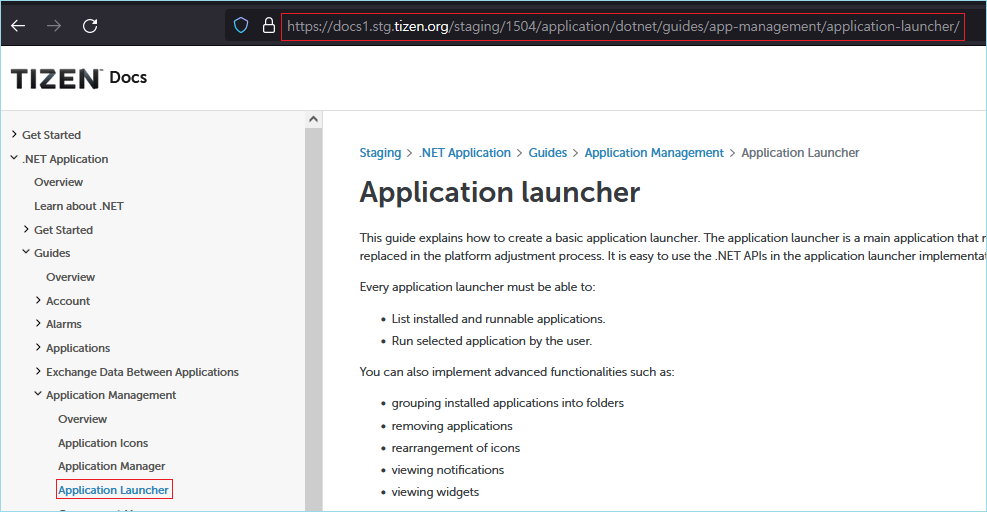 https://docs1.stg.tizen.org/staging/1504/application/dotnet/guides/app-management/application-launcher/
TIZEN™ Docs
Get Started
.NET Application
Overview
Learn about .NET
Get Started
Guides
Overview
Account
Alarms
Applications
Exchange Data Between Applications
Application Management
Overview
Application Icons
Application Manager
Application Launcher
Staging > .NET Application > Guides > Application Management > Application Launcher
Application launcher
This guide explains how to create a basic application launcher. The application launcher is a main application that
replaced in the platform adjustment process. It is easy to use the .NET APIs in the application launcher
Every application launcher must be able to:
• List installed and runnable applications.
• Run selected application by the user.
You can also implement advanced functionalities such as:
• grouping installed applications into folders
• removing applications
• rearrangement of icons
• viewing notifications
• viewing widgets